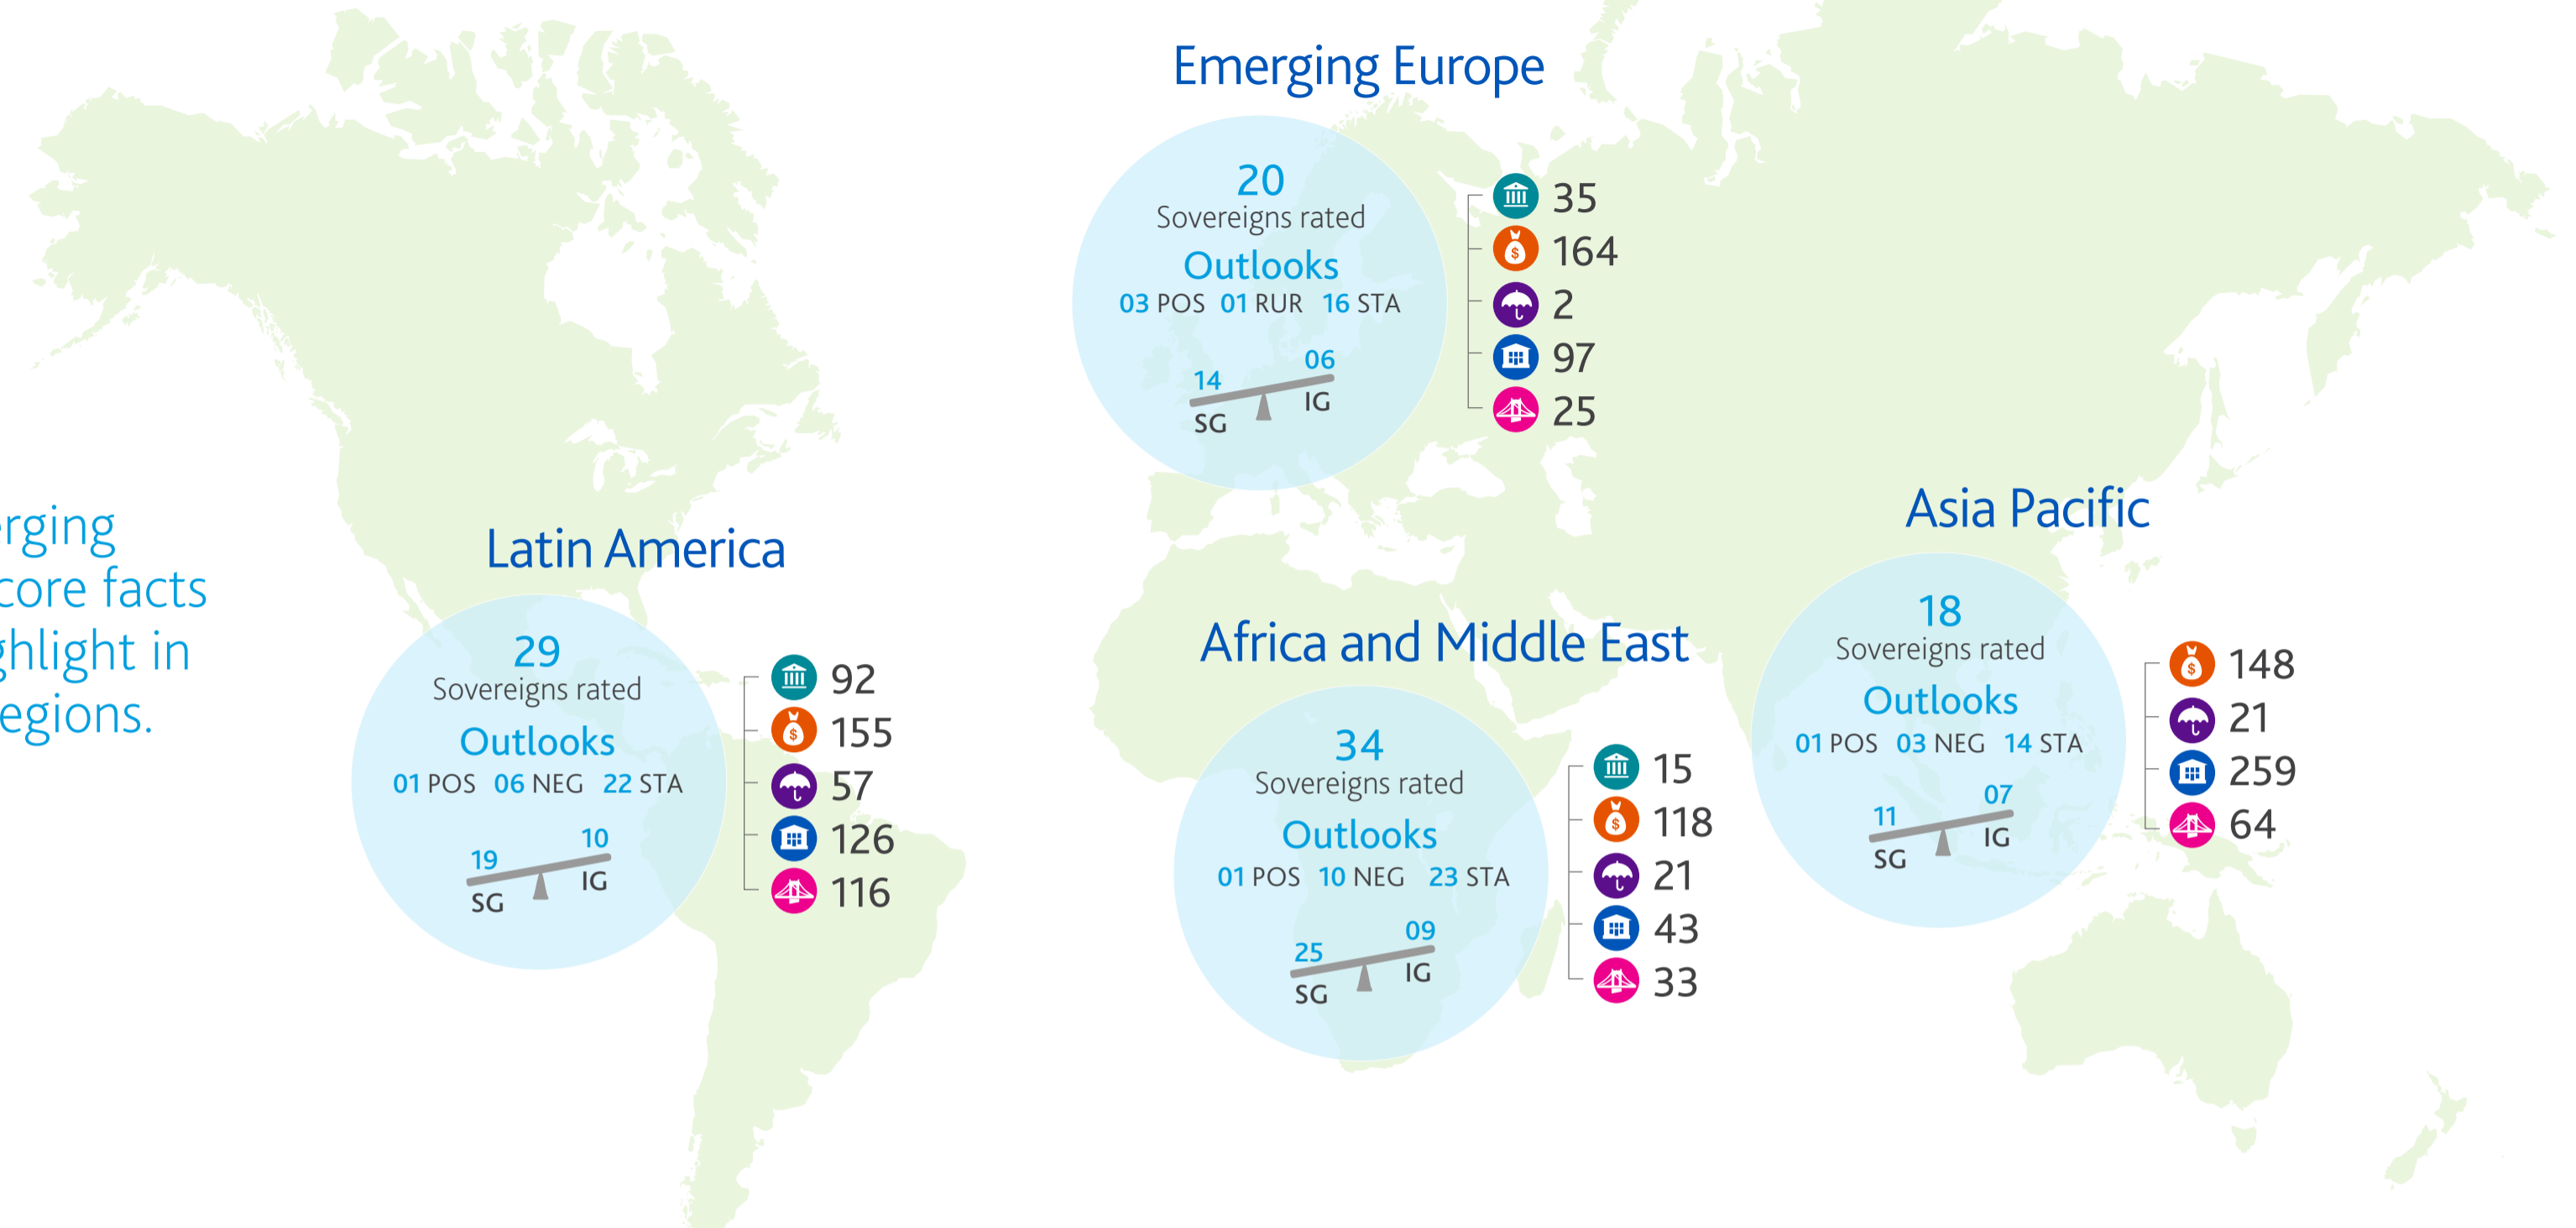 erging
core facts
ghlight in
egions.
Latin America
29
Sovereigns rated
Outlooks
01 POS 06 NEG 22 STA
19
10
SG
IG
92
155
57
126
116
Emerging Europe
20
Sovereigns rated
Outlooks
03 POS 01 RUR 16 STA
14
06
SG
IG
35
164
2
97
25
Africa and Middle East
34
Sovereigns rated
Outlooks
01 POS 10 NEG 23 STA
25
09
SG
IG
15
118
21
43
33
Asia Pacific
18
Sovereigns rated
Outlooks
01 POS 03 NEG 14 STA
11
07
SG
IG
148
21
259
64